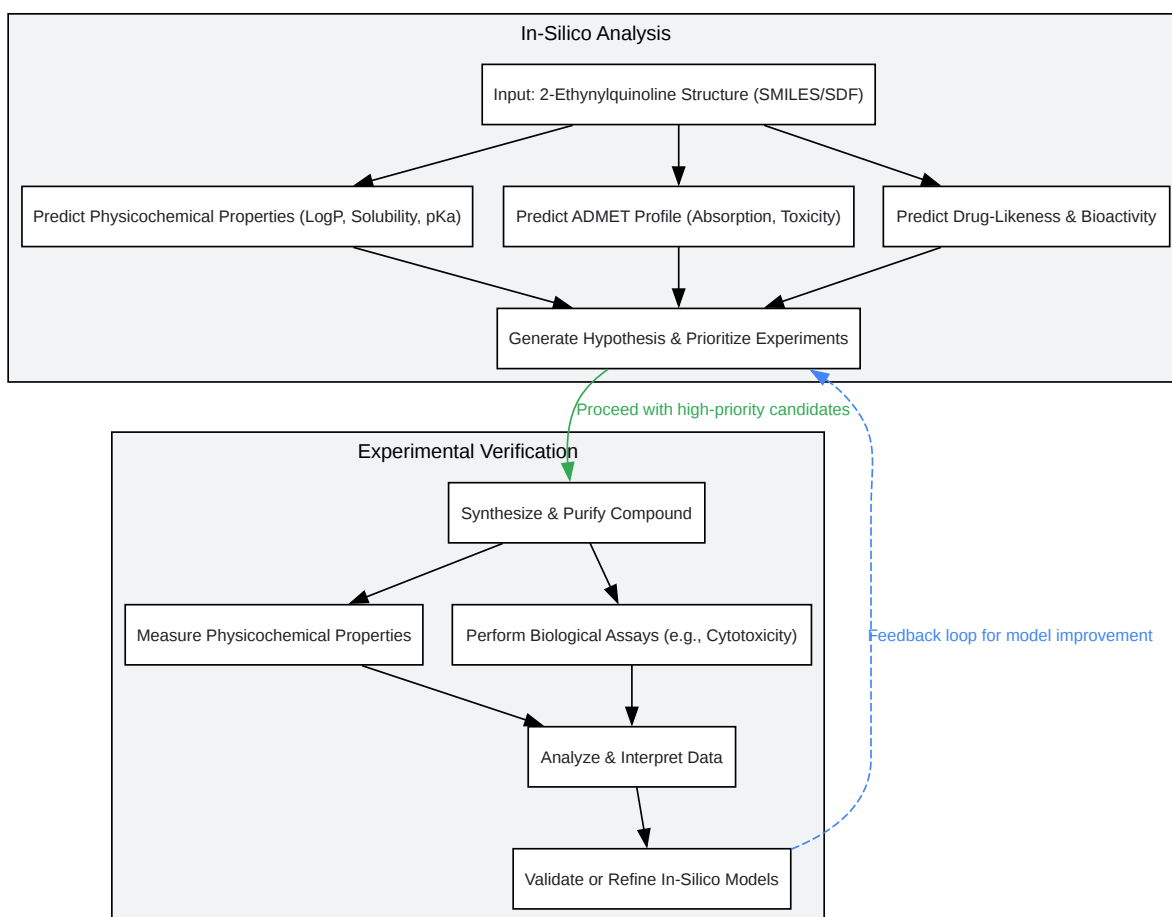 In-Silico Analysis
Input: 2-Ethynylquinoline Structure (SMILES/SDF)
Predict Physicochemical Properties (LogP, Solubility, pKa)
Predict ADMET Profile (Absorption, Toxicity)
Predict Drug-Likeness & Bioactivity
Generate Hypothesis & Prioritize Experiments
Proceed with high-priority candidates
Experimental Verification
Synthesize & Purify Compound
Measure Physicochemical Properties
Perform Biological Assays (e.g., Cytotoxicity)
Feedback loop for model improvement
Analyze & Interpret Data
Validate or Refine In-Silico Models